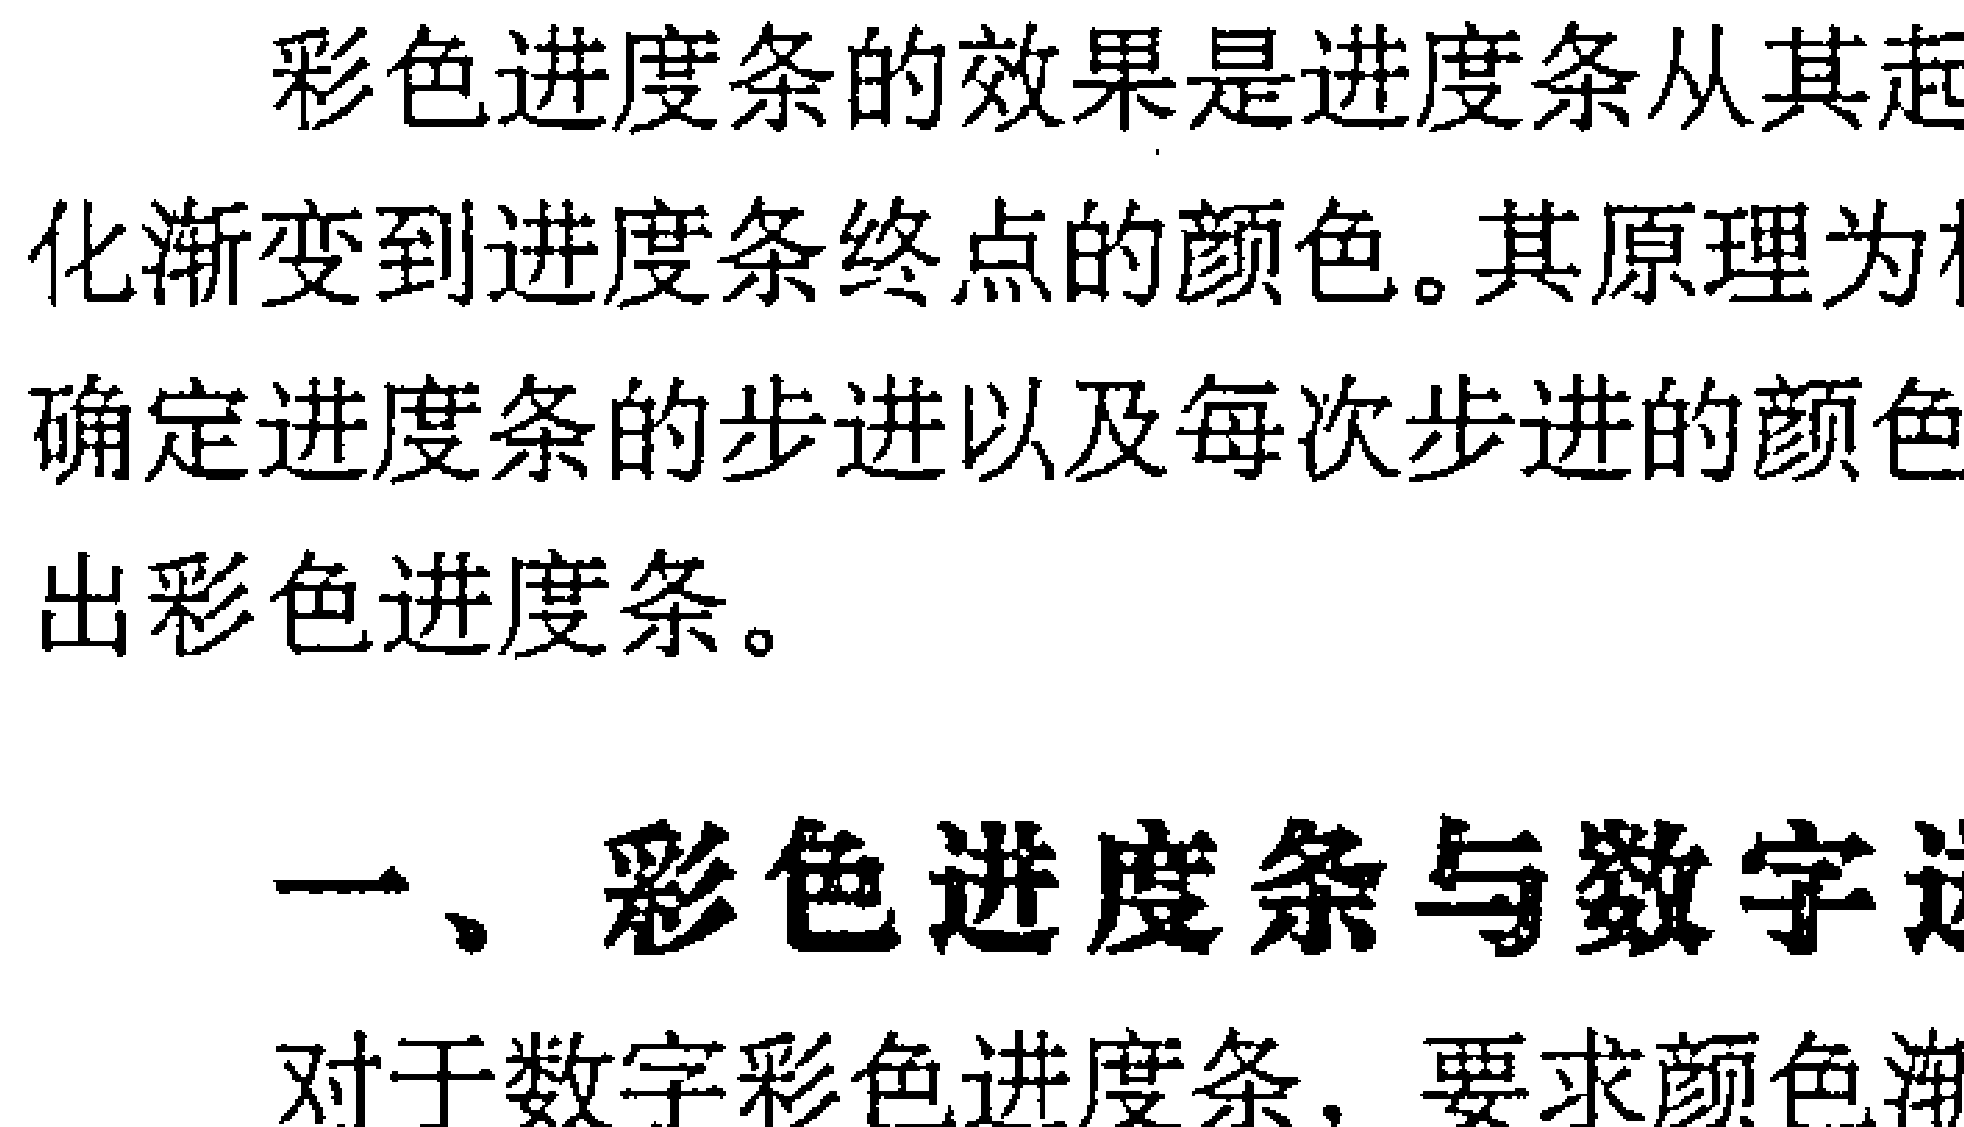 彩色进度条的效果是进度条从其起
化渐变到进度条终点的颜色。其原理为
确定进度条的步进以及每次步进的颜色
出彩色进度条。
一、彩色进度条与数字
对于数字彩色进度条，要求颜色渐